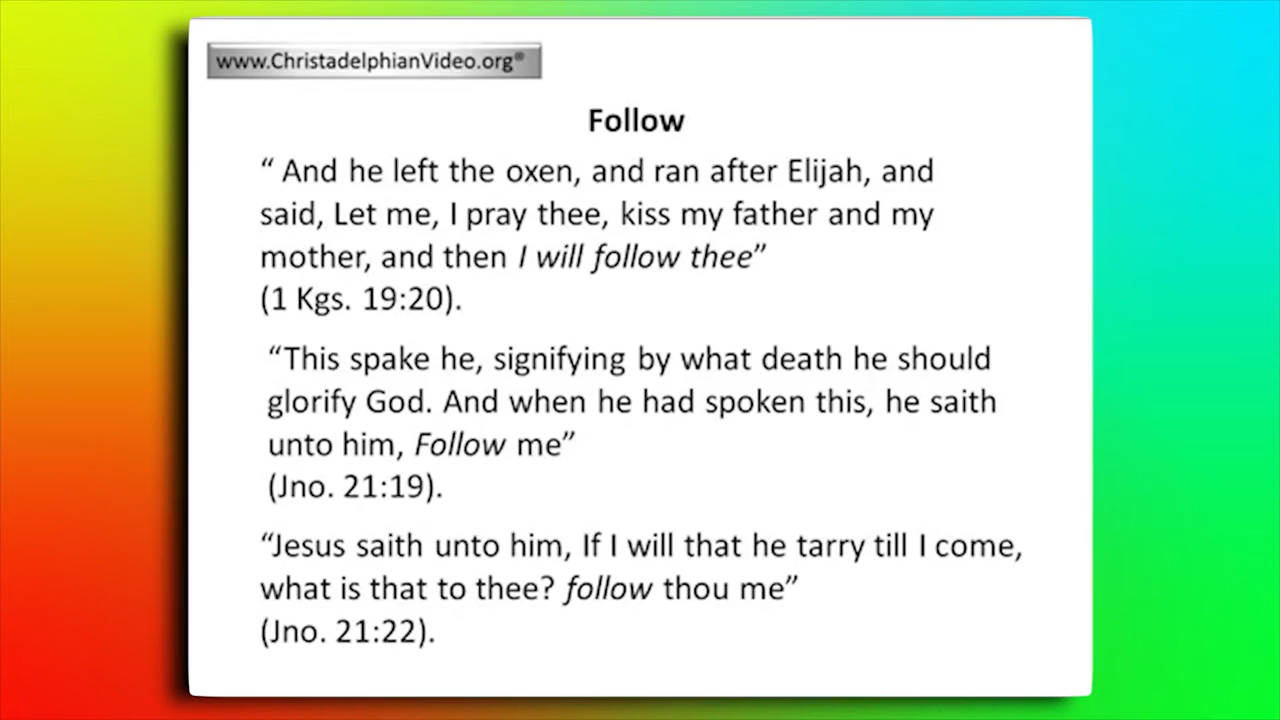 www.ChristadelphianVideo.org®
Follow
“ And he left the oxen, and ran after Elijah, and
said, Let me, I pray thee, kiss my father and my
mother, and then I will follow thee”
(1 Kgs. 19:20).
“This spake he, signifying by what death he should
glorify God. And when he had spoken this, he saith
unto him, Follow me”
(Jno. 21:19).
“Jesus saith unto him, If I will that he tarry till I come,
what is that to thee? follow thou me”
(Jno. 21:22).